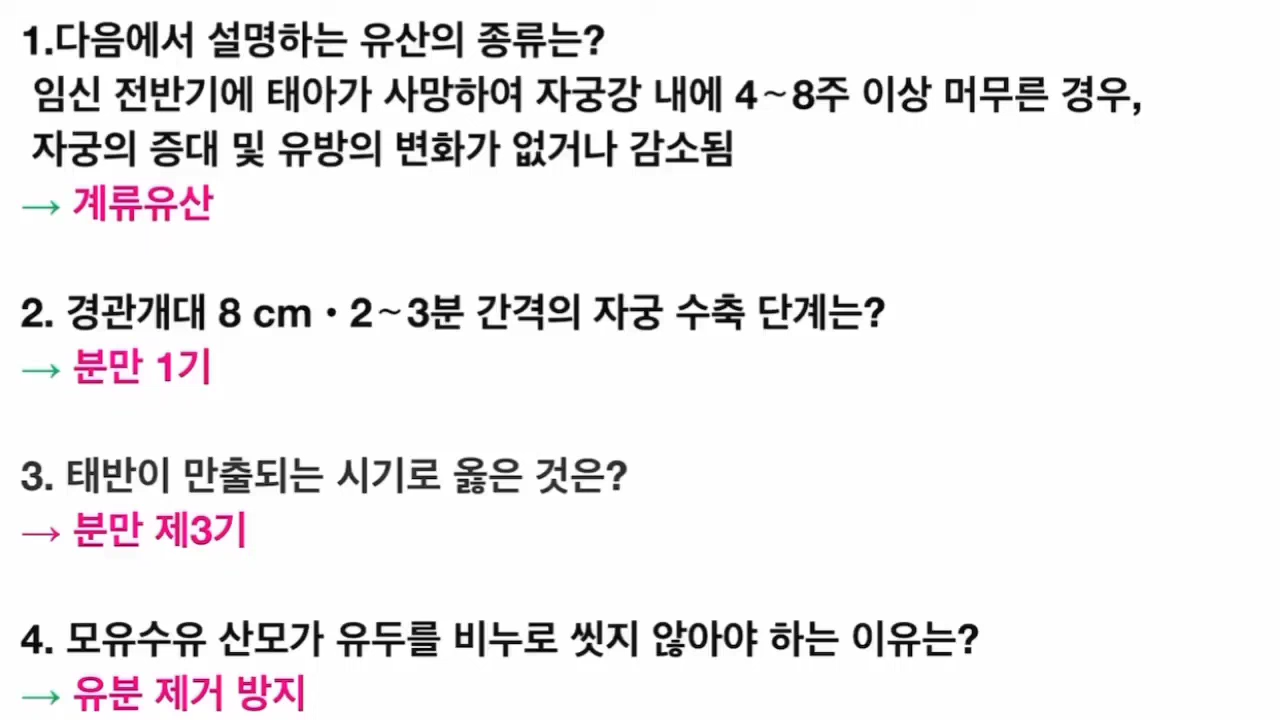 1.다음에서 설명하는 유산의 종류는?
임신 전반기에 태아가 사망하여 자궁강 내에 4~8주 이상 머무른 경우,
자궁의 증대 및 유방의 변화가 없거나 감소됨
→ 계류유산
2. 경관개대 8 cm・2~3분 간격의 자궁 수축 단계는?
→ 분만 1기
3. 태반이 만출되는 시기로 옳은 것은?
→ 분만 제3기
4. 모유수유 산모가 유두를 비누로 씻지 않아야 하는 이유는?
→ 유분 제거 방지